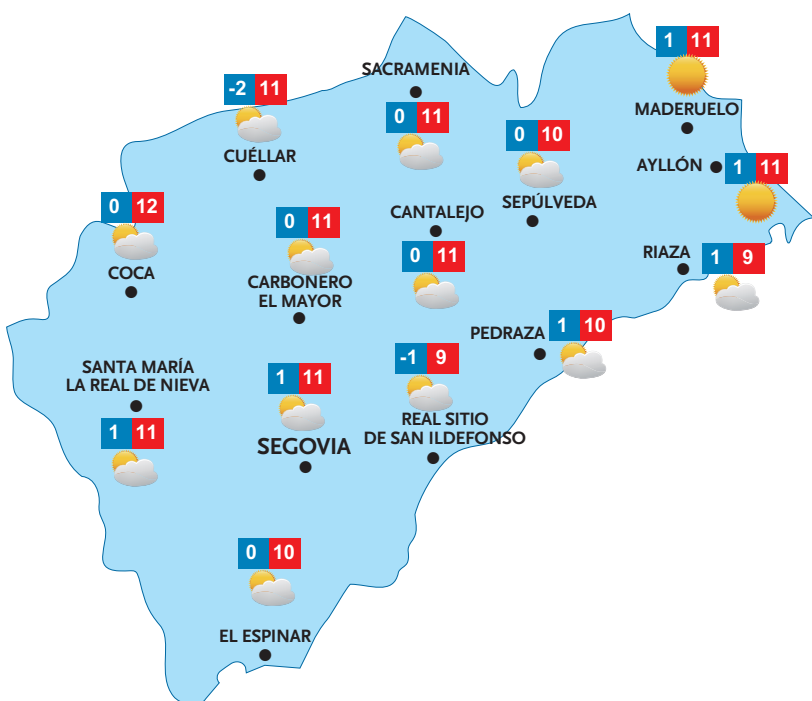 1 11
MADERUELO
SACRAMENIA
0 11
-2 11
CUÉLLAR
0 10
SEPÚLVEDA
AYLLÓN
1 11
0 12
COCA
0 11
CARBONERO
EL MAYOR
CANTALEJO
0 11
RIAZA
1 9
PEDRAZA
1 10
SANTA MARÍA
LA REAL DE NIEVA
1 11
1 11
SEGOVIA
-1 9
REAL SITIO
DE SAN ILDEFONSO
0 10
EL ESPINAR